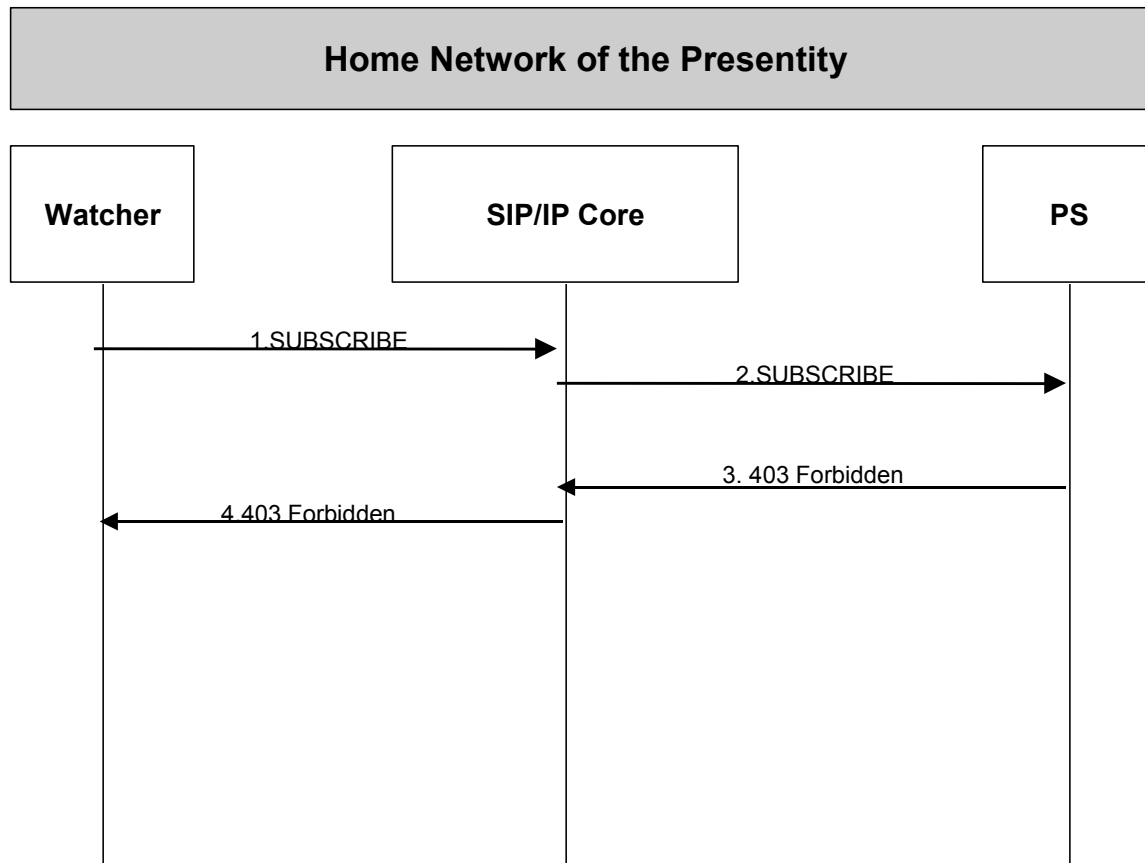 Home Network of the Presentity
Watcher
SIP/IP Core
PS
1.SUBSCRIBE
2.SUBSCRIBE
3. 403 Forbidden
4.403 Forbidden